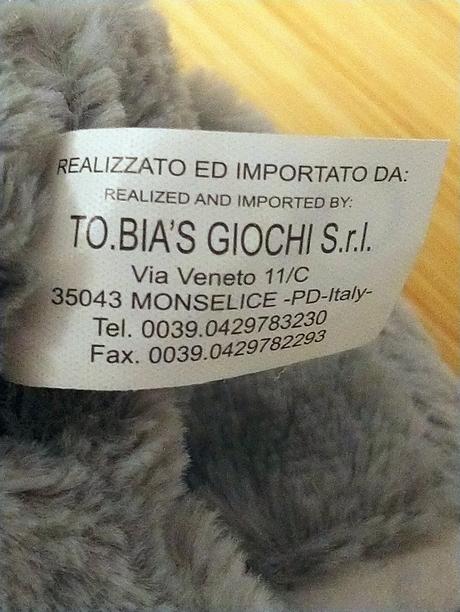 REALIZZATO ED IMPORTATO DA:
REALIZED AND IMPORTED BY:
TO.BIA'S GIOCHI S.r.l.
Via Veneto 11/C
35043 MONSELICE -PD-Italy-
Tel. 0039.0429783230
Fax. 0039.0429782293